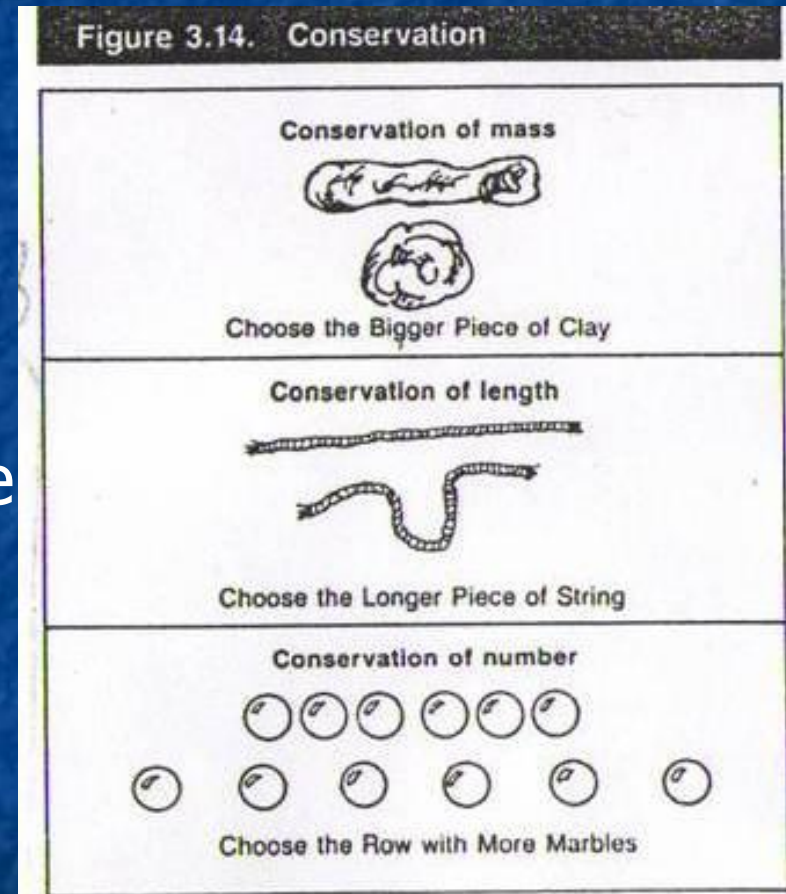 Figure 3.14. Conservation
Conservation of mass
Choose the Bigger Piece of Clay
Conservation of length
e
Choose the Longer Piece of String
Conservation of number
Choose the Row with More Marbles